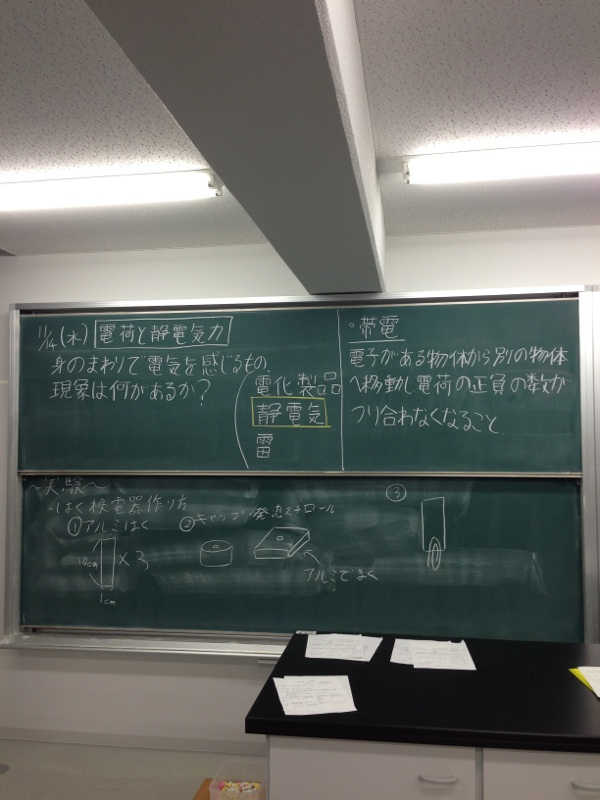 11/14(水) 電荷と静電気力
身のまわりで電気を感じるもの、
現象は何があるか?
電化製品
静電気
雷
・帯電
電子がある物体から別の物体
へ移動し電荷の正負の数が
つり合わなくなること
〜実験〜
はく検電器作り方
①アルミはく
10cm
×3
1cm
②キャップ・発泡スチロール
アルミでまく
③